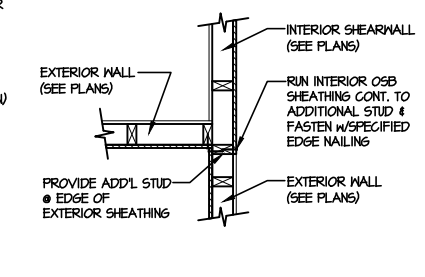 INTERIOR SHEARWALL
(SEE PLANS)
EXTERIOR WALL
(SEE PLANS)
RUN INTERIOR OSB
SHEATHING CONT. TO
ADDITIONAL STUD &
FASTEN W/SPECIFIED
EDGE NAILING
PROVIDE ADD'L STUD
@ EDGE OF
EXTERIOR SHEATHING
EXTERIOR WALL
(SEE PLANS)